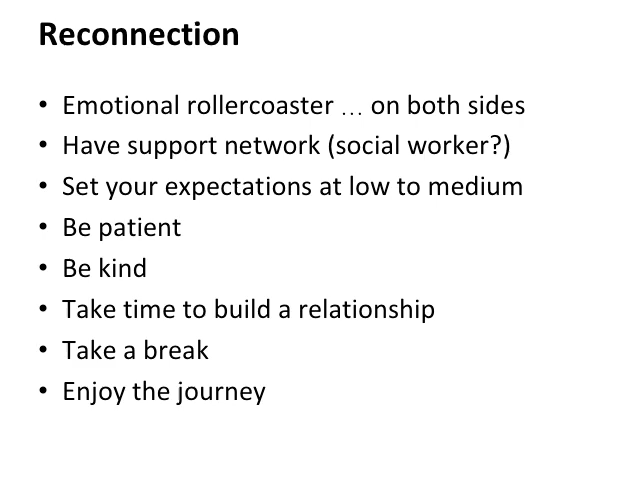 Reconnection
• Emotional rollercoaster … on both sides
• Have support network (social worker?)
• Set your expectations at low to medium
• Be patient
• Be kind
• Take time to build a relationship
• Take a break
• Enjoy the journey